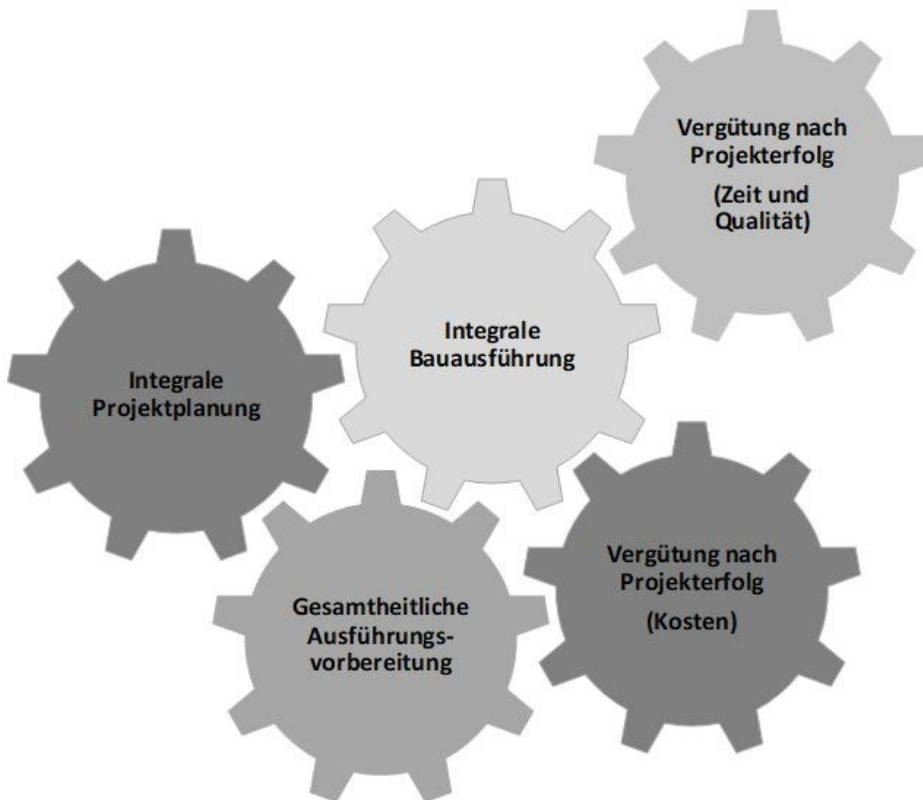 Vergütung nach
Projekterfolg
(Zeit und
Qualität)
Integrale
Bauausführung
Integrale
Projektplanung
Vergütung nach
Projekterfolg
(Kosten)
Gesamtheitliche
Ausführungs-
vorbereitung